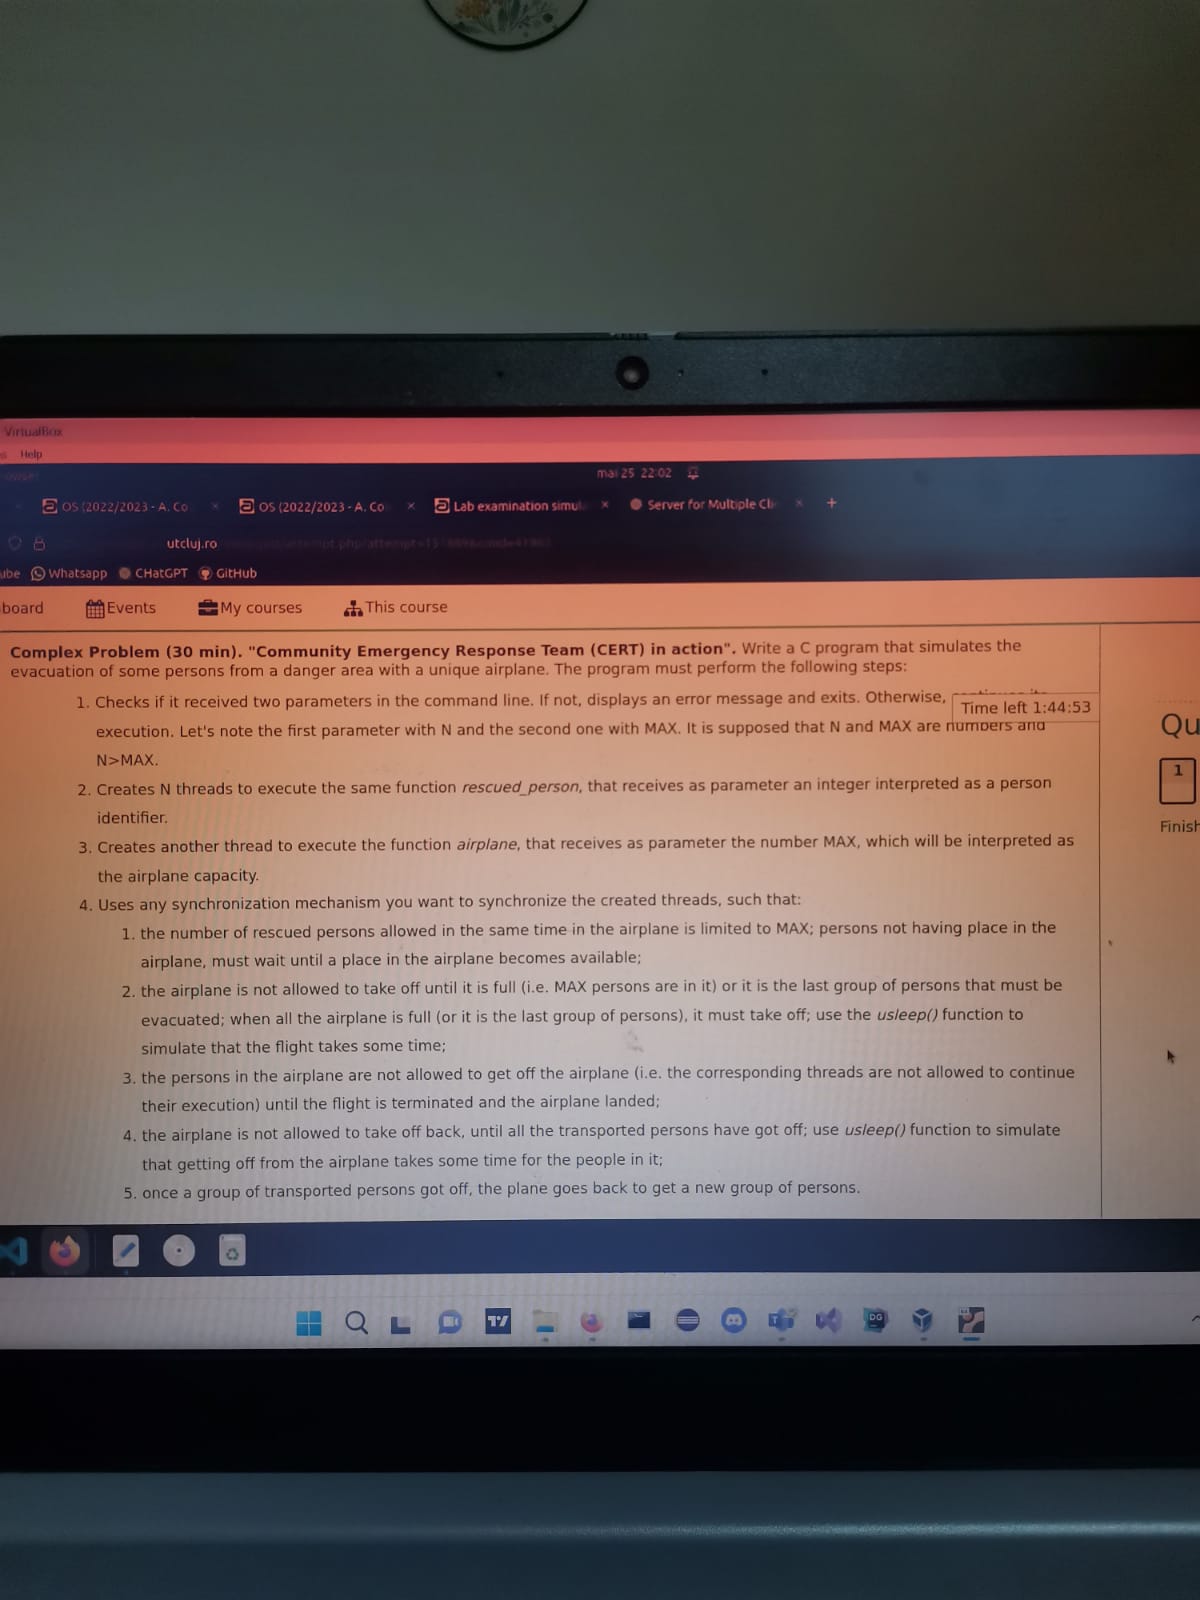 VirtualBox
Help
mai 25 22:02
OS (2022/2023 - A. Co × OS (2022/2023 - A. Co × Lab examination simul × Server for Multiple Cli × +
utcluj.ro
ube Whatsapp CHatGPT GitHub
board Events My courses This course
Complex Problem (30 min). "Community Emergency Response Team (CERT) in action". Write a C program that simulates the
evacuation of some persons from a danger area with a unique airplane. The program must perform the following steps:
1. Checks if it received two parameters in the command line. If not, displays an error message and exits. Otherwise,
Time left 1:44:53
execution. Let's note the first parameter with N and the second one with MAX. It is supposed that N and MAX are numbers and
N>MAX.
2. Creates N threads to execute the same function rescued_person, that receives as parameter an integer interpreted as a person
identifier.
3. Creates another thread to execute the function airplane, that receives as parameter the number MAX, which will be interpreted as
the airplane capacity.
4. Uses any synchronization mechanism you want to synchronize the created threads, such that:
1. the number of rescued persons allowed in the same time in the airplane is limited to MAX; persons not having place in the
airplane, must wait until a place in the airplane becomes available;
2. the airplane is not allowed to take off until it is full (i.e. MAX persons are in it) or it is the last group of persons that must be
evacuated; when all the airplane is full (or it is the last group of persons), it must take off; use the usleep() function to
simulate that the flight takes some time;
3. the persons in the airplane are not allowed to get off the airplane (i.e. the corresponding threads are not allowed to continue
their execution) until the flight is terminated and the airplane landed;
4. the airplane is not allowed to take off back, until all the transported persons have got off; use usleep() function to simulate
that getting off from the airplane takes some time for the people in it;
5. once a group of transported persons got off, the plane goes back to get a new group of persons.
Qu
1
Finish
DG